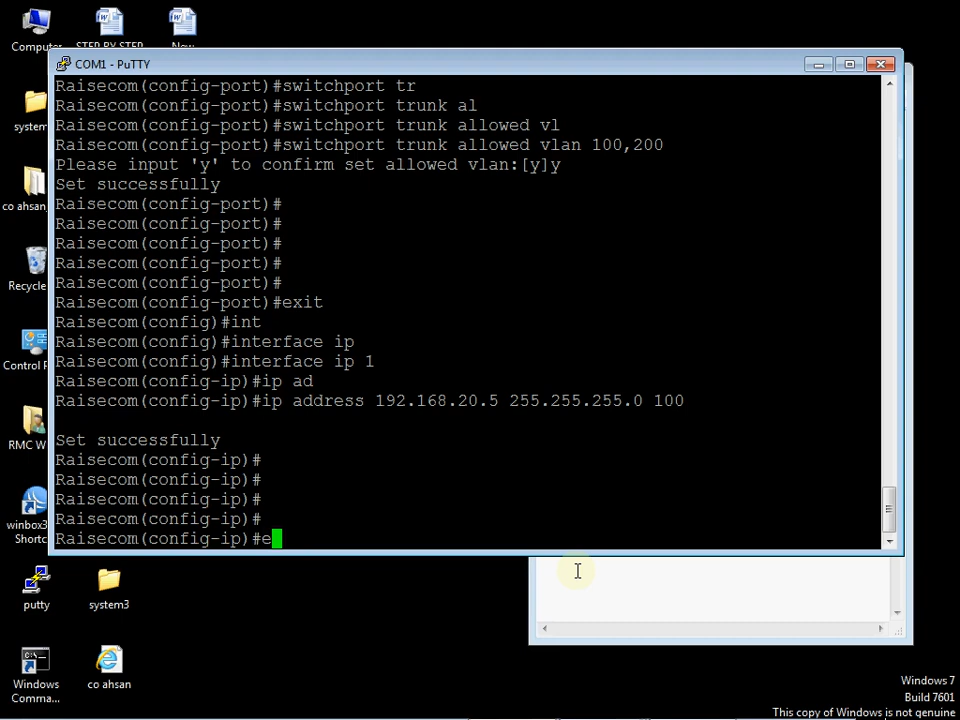 Computer
STEP BY STEP
New
COM1 - PuTTY
Raisecom(config-port)#switchport tr
Raisecom(config-port)#switchport trunk al
Raisecom(config-port)#switchport trunk allowed vl
Raisecom(config-port)#switchport trunk allowed vlan 100,200
Please input 'y' to confirm set allowed vlan:[y]y
Set successfully
Raisecom(config-port)#
Raisecom(config-port)#
Raisecom(config-port)#
Raisecom(config-port)#
Raisecom(config-port)#
Raisecom(config-port)#exit
Raisecom(config)#int
Raisecom(config)#interface ip
Raisecom(config)#interface ip 1
Raisecom(config-ip)#ip ad
Raisecom(config-ip)#ip address 192.168.20.5 255.255.255.0 100
Set successfully
Raisecom(config-ip)#
Raisecom(config-ip)#
Raisecom(config-ip)#
Raisecom(config-ip)#
Raisecom(config-ip)#e
system
co ahsan
Recycle
Control P
RMC W
winbox3
Shortc
putty
system3
Windows
Comma...
co ahsan
Windows 7
Build 7601
This copy of Windows is not genuine